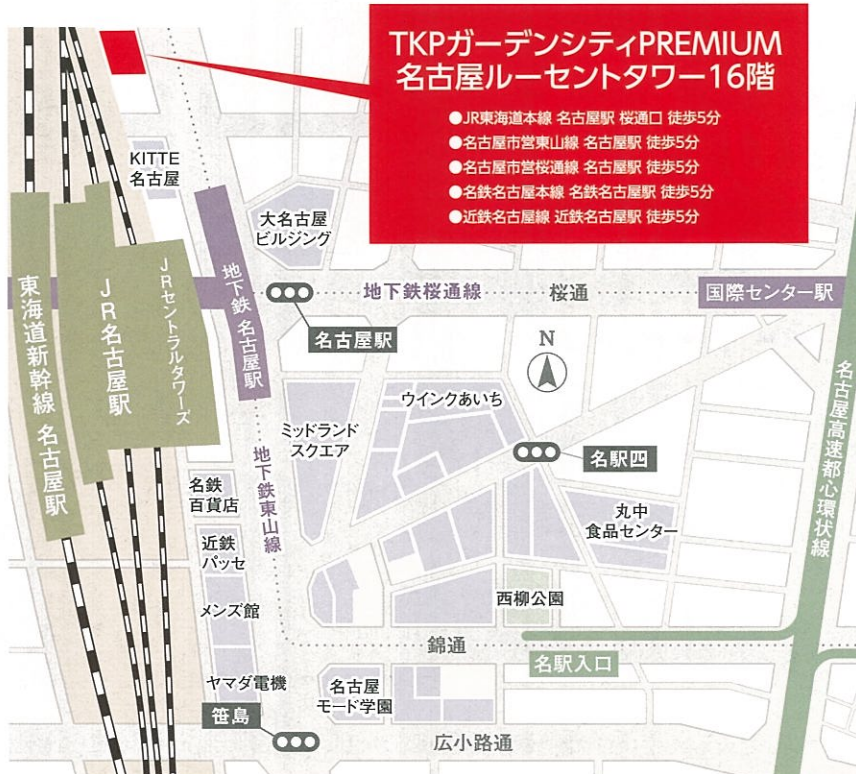 TKPガーデンシティPREMIUM
名古屋ルーセントタワー16階
●JR東海道本線 名古屋駅 桜通口 徒歩5分
●名古屋市営東山線 名古屋駅 徒歩5分
●名古屋市営桜通線 名古屋駅 徒歩5分
●名鉄名古屋本線 名鉄名古屋駅 徒歩5分
●近鉄名古屋線 近鉄名古屋駅 徒歩5分
KITTE
名古屋
大名古屋
ビルジング
東海道新幹線 名古屋駅
JR名古屋駅
JRセントラルタワーズ
地下鉄 名古屋駅
地下鉄桜通線
桜通
国際センター駅
名古屋駅
N
ウインクあいち
ミッドランド
スクエア
名駅四
名古屋高速都心環状線
地下鉄東山線
名鉄
百貨店
丸中
食品センター
近鉄
パッセ
西柳公園
メンズ館
錦通
名駅入口
ヤマダ電機
名古屋
モード学園
笹島
広小路通